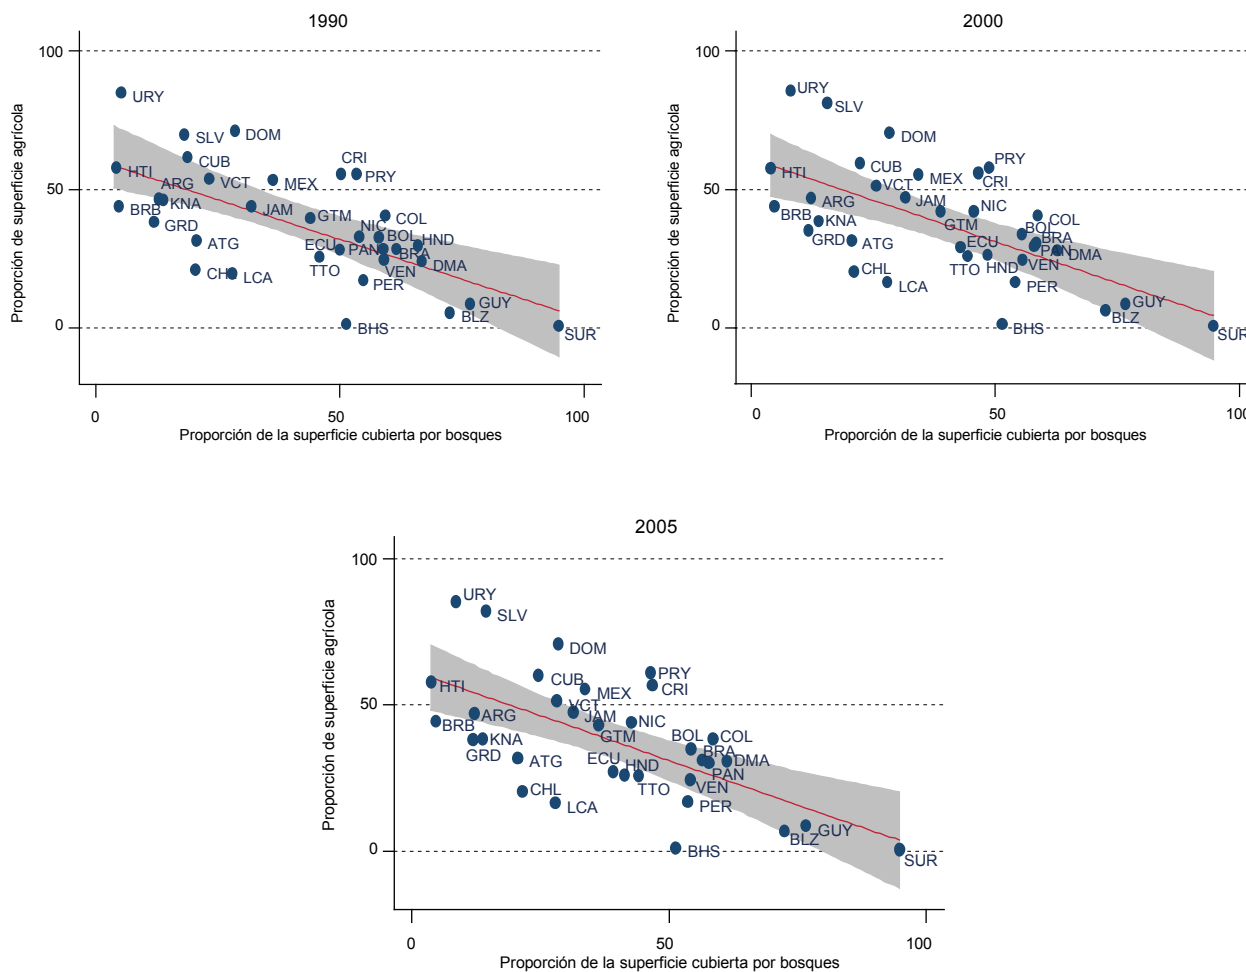 1990
Proporción de superficie agrícola
100
50
0
URY
SLV
DOM
CUB
CRI
PRY
HTI
ARG
VCT
MEX
BRB
KNA
JAM
GTM
COL
GRD
NIC
BOL
HND
ATG
ECU
PAN
BRA
TTO
VEN
DMA
CHL
LCA
PER
GUY
BLZ
BHS
SUR
0
50
100
Proporción de la superficie cubierta por bosques
2000
Proporción de superficie agrícola
100
50
0
URY
SLV
DOM
CUB
PRY
HTI
VCT
MEX
CRI
ARG
JAM
NIC
BRB
KNA
GTM
COL
GRD
ATG
ECU
BOL
BRA
PAN
DMA
CHL
TTO
HND
VEN
LCA
PER
GUY
BLZ
BHS
SUR
0
50
100
Proporción de la superficie cubierta por bosques
2005
Proporción de superficie agrícola
100
50
0
URY
SLV
DOM
PRY
CUB
MEX
CRI
HTI
VCT
ARG
JAM
BRB
NIC
KNA
GTM
BOL
COL
GRD
ATG
ECU
HND
BRA
DMA
PAN
CHL
TTO
VEN
LCA
PER
GUY
BLZ
BHS
SUR
0
50
100
Proporción de la superficie cubierta por bosques